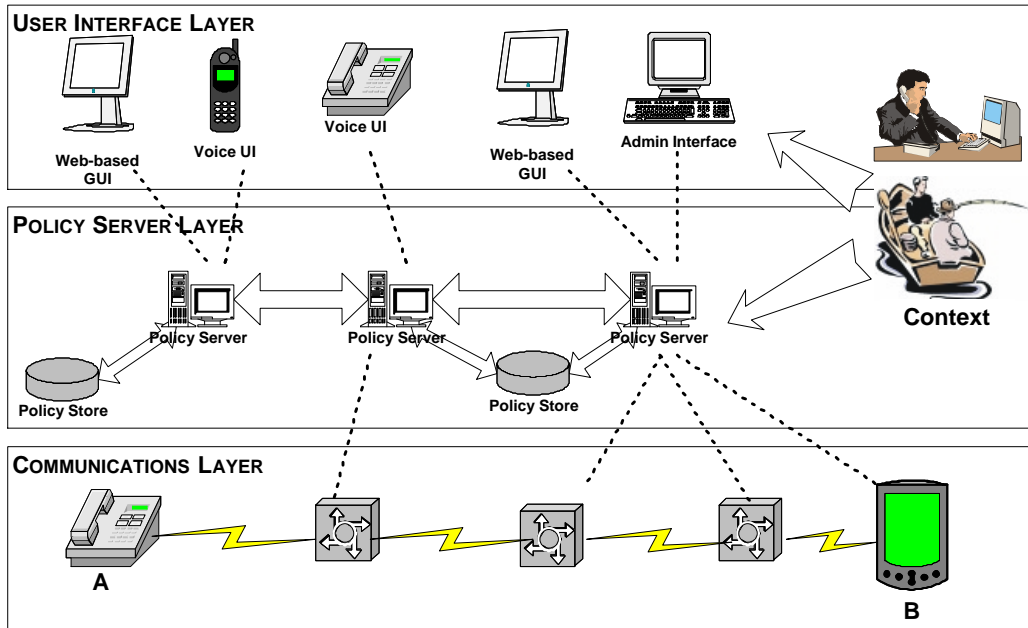 USER INTERFACE LAYER
Web-based
GUI
Voice UI
Voice UI
Web-based
GUI
Admin Interface
Context
POLICY SERVER LAYER
Policy Server
Policy Server
Policy Server
Policy Store
Policy Store
COMMUNICATIONS LAYER
A
B